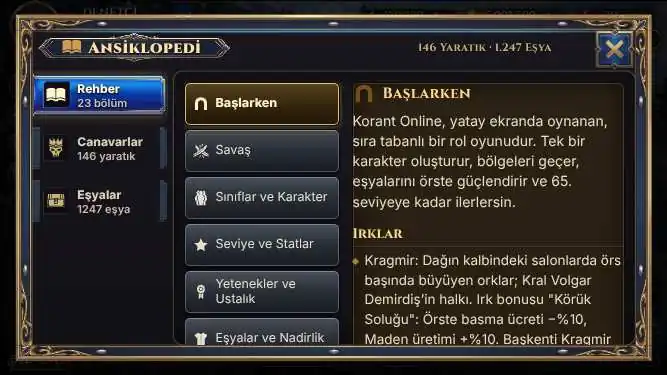 ANSİKLOPEDİ
146 YARATIK · 1.247 EŞYA
Rehber
23 bölüm
Canavarlar
146 yaratık
Eşyalar
1247 eşya
Başlarken
Savaş
Sınıflar ve Karakter
Seviye ve Statlar
Yetenekler ve
Ustalık
Eşyalar ve Nadirlik
BAŞLARKEN
Korant Online, yatay ekranda oynanan,
sıra tabanlı bir rol oyunudur. Tek bir
karakter oluşturur, bölgeleri geçer,
eşyalarını örste güçlendirir ve 65.
seviyeye kadar ilerlersin.
IRKLAR
Kragmir: Dağın kalbindeki salonlarda örs
başında büyüyen orklar; Kral Volgar
Demirdiş'in halkı. Irk bonusu "Körük
Soluğu": Örste basma ücreti −%10,
Maden üretimi +%10. Başkenti Kragmir